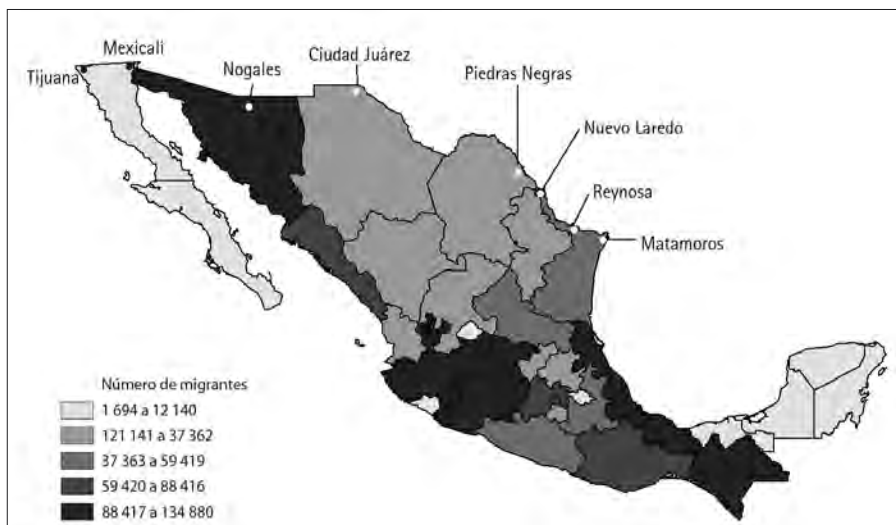 Tijuana
Mexicali
Nogales
Ciudad Juárez
Piedras Negras
Nuevo Laredo
Reynosa
Matamoros
Número de migrantes
1 694 a 12 140
121 141 a 37 362
37 363 a 59 419
59 420 a 88 416
88 417 a 134 880